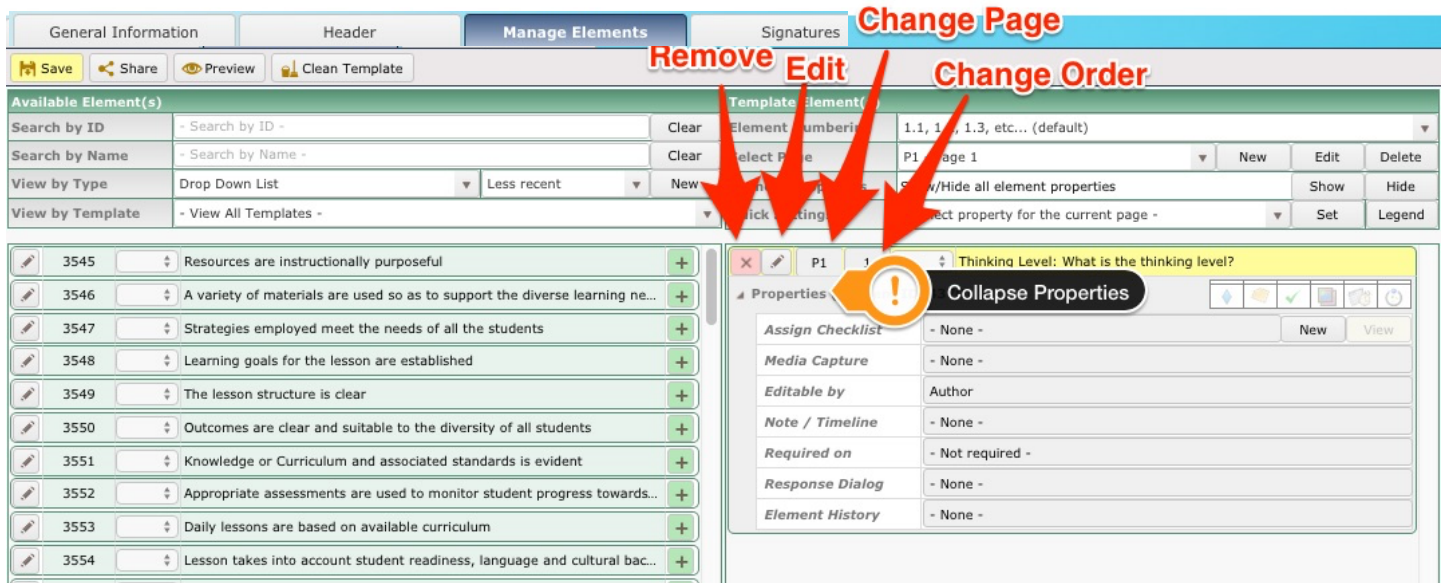 General Information Header Manage Elements Signatures Change Page
Save Share Preview Clean Template Remove Edit Change Order
Available Element(s)
Search by ID - Search by ID - Clear
Search by Name - Search by Name - Clear
View by Type Drop Down List Less recent New
View by Template - View All Templates -
3545 Resources are instructionally purposeful +
3546 A variety of materials are used so as to support the diverse learning ne... +
3547 Strategies employed meet the needs of all the students +
3548 Learning goals for the lesson are established +
3549 The lesson structure is clear +
3550 Outcomes are clear and suitable to the diversity of all students +
3551 Knowledge or Curriculum and associated standards is evident +
3552 Appropriate assessments are used to monitor student progress towards... +
3553 Daily lessons are based on available curriculum +
3554 Lesson takes into account student readiness, language and cultural bac... +
Template
Element 1.1, 1.3, etc... (default)
P1 Page 1 New Edit Delete
Show/Hide all element properties Show Hide
property for the current page - Set Legend
X P1 1 Thinking Level: What is the thinking level?
Properties ! Collapse Properties
Assign Checklist - None - New View
Media Capture - None -
Editable by Author
Note / Timeline - None -
Required on - Not required -
Response Dialog - None -
Element History - None -